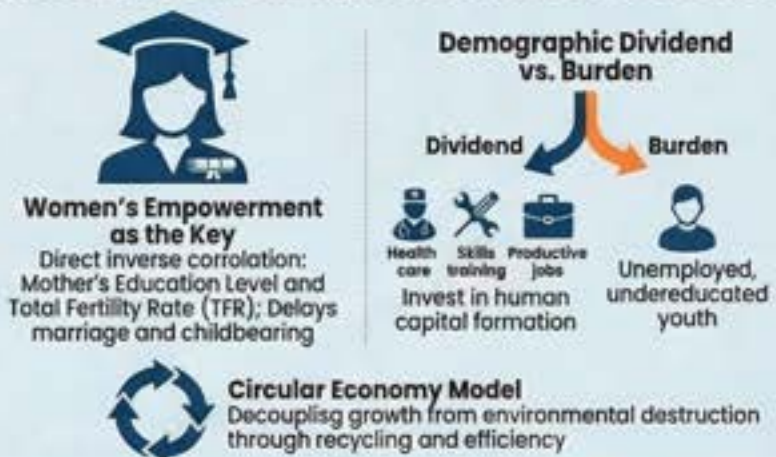 Women's Empowerment
as the Key
Direct inverse corrolation:
Mother's Education Level and
Total Fertility Rate (TFR); Delays
marriage and childbearing
Demographic Dividend
vs. Burden
Dividend
Burden
Health
care
Skills
training
Productive
jobs
Invest in human
capital formation
Unemployed,
undereducated
youth
Circular Economy Model
Decouplisg growth from environmental destruction
through recycling and efficiency